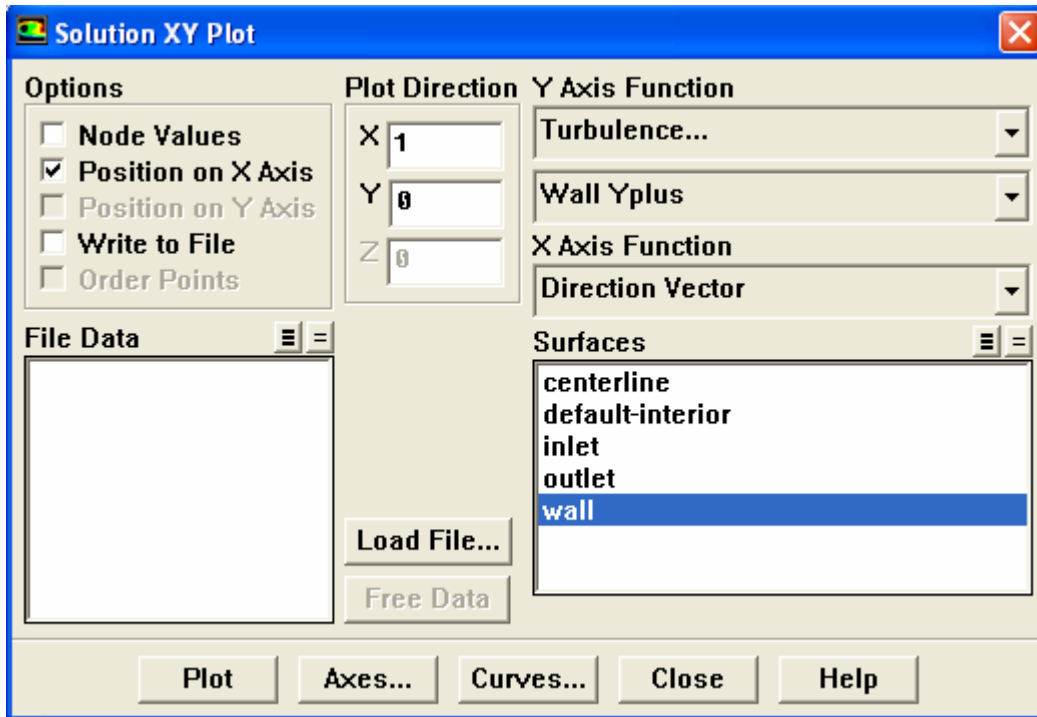 Solution XY Plot
Options
Node Values
Position on X Axis
Position on Y Axis
Write to File
Order Points
Plot Direction
X 1
Y 0
Z 0
Y Axis Function
Turbulence...
Wall Yplus
X Axis Function
Direction Vector
File Data
Surfaces
centerline
default-interior
inlet
outlet
wall
Load File...
Free Data
Plot
Axes...
Curves...
Close
Help